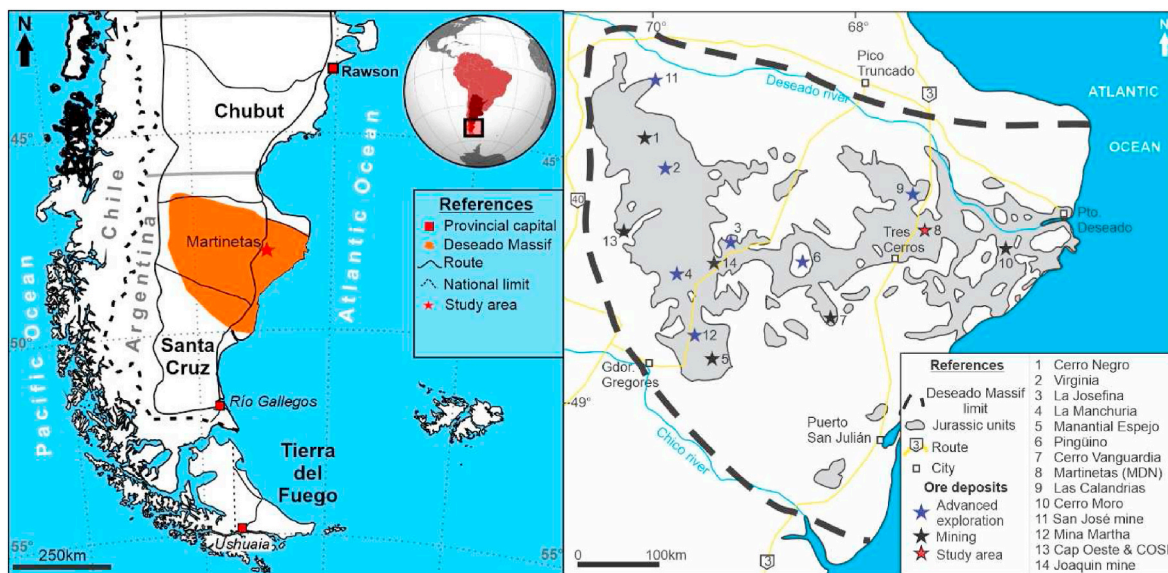 N
Rawson
Chubut
45°
45°
Chile
Argentina
Martinetas
Pacific Ocean
Atlantic Ocean
References
Provincial capital
Deseado Massif
Route
National limit
Study area
50°
Santa
Cruz
Río Gallegos
Tierra
del
Fuego
Ushuaia
55°
55°
250km
70°
68°
N
Pico
Truncado
Deseado river
3
ATLANTIC
OCEAN
11
1
2
40
9
Pto.
Deseado
13
3
8
Tres
Cerros
10
14
6
4
7
12
5
Gdor.
Gregores
49°
Chico river
Puerto
San Julián
3
0
100km
References
Deseado Massif
limit
Jurassic units
3 Route
City
Ore deposits
Advanced
exploration
Mining
Study area
1 Cerro Negro
2 Virginia
3 La Josefina
4 La Manchuria
5 Manantial Espejo
6 Pingüino
7 Cerro Vanguardia
8 Martinetas (MDN)
9 Las Calandrias
10 Cerro Moro
11 San José mine
12 Mina Martha
13 Cap Oeste & COSE
14 Joaquin mine